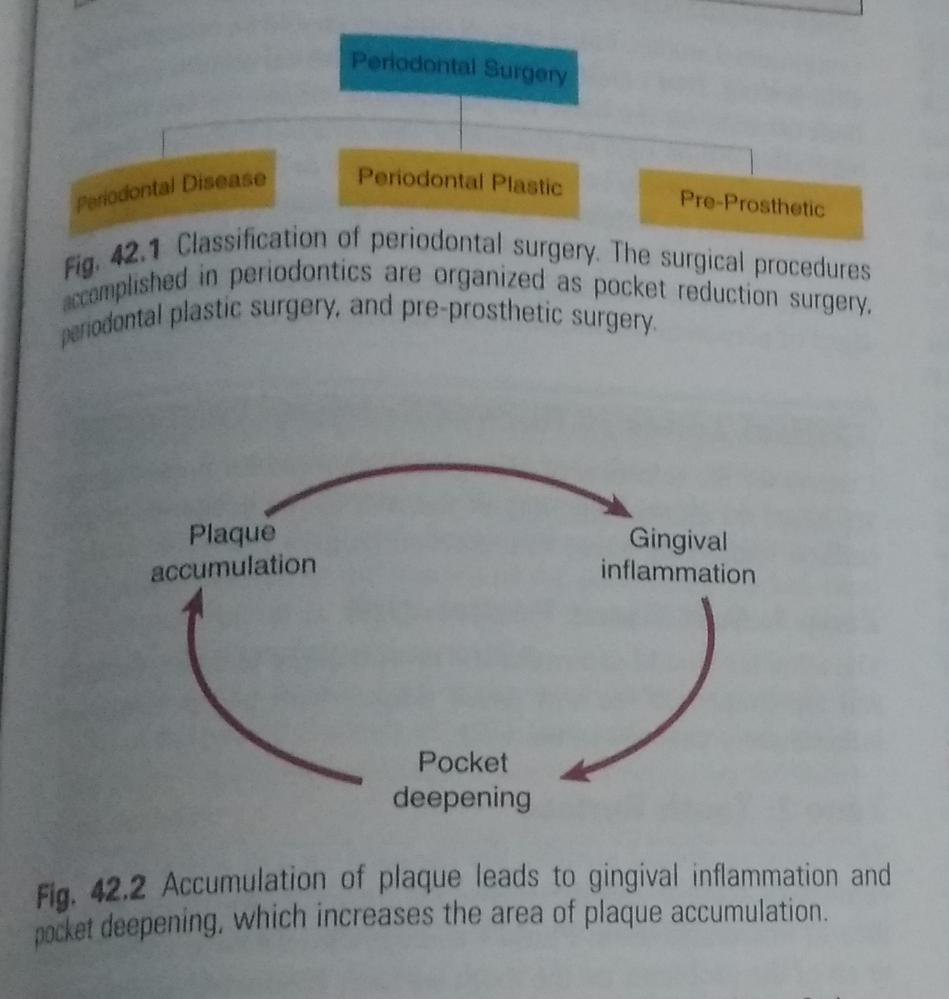 Periodontal Surgery
Periodontal Disease
Periodontal Plastic
Pre-Prosthetic
Fig. 42.1 Classification of periodontal surgery. The surgical procedures
accomplished in periodontics are organized as pocket reduction surgery,
periodontal plastic surgery, and pre-prosthetic surgery.
Plaque
accumulation
Gingival
inflammation
Pocket
deepening
Fig. 42.2 Accumulation of plaque leads to gingival inflammation and
pocket deepening, which increases the area of plaque accumulation.